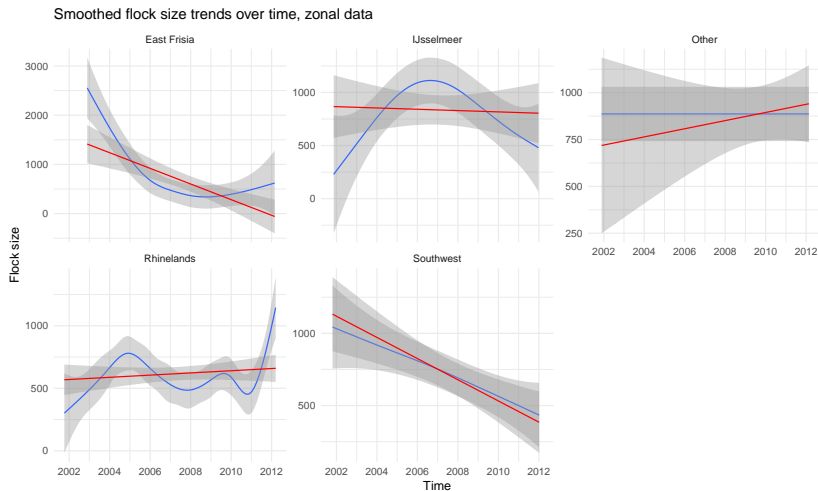 Smoothed flock size trends over time, zonal data
East Frisia
IJsselmeer
Other
3000
2000
1000
0
1000
500
0
1000
750
500
250
2002 2004 2006 2008 2010 2012
Flock size
Rhinelands
Southwest
1000
500
0
1000
500
2002 2004 2006 2008 2010 2012
2002 2004 2006 2008 2010 2012
Time